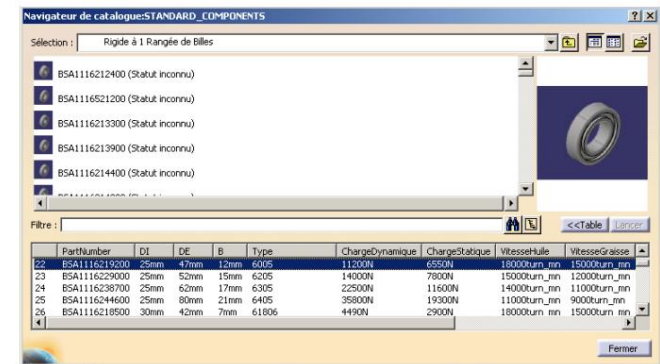 Navigateur de catalogue:STANDARD_COMPONENTS
Sélection : Rigide à 1 Rangée de Billes
BSA1116212400 (Statut inconnu)
BSA1116521200 (Statut inconnu)
BSA1116213300 (Statut inconnu)
BSA1116213900 (Statut inconnu)
BSA1116214400 (Statut inconnu)
Filtre : <<Table Lancer
PartNumber DI DE B Type ChargeDynamique ChargeStatique VitesseHuile VitesseGraisse
22 BSA1116219200 25mm 47mm 12mm 6005 11200N 6550N 18000turn_mn 15000turn_mn
23 BSA1116229000 25mm 52mm 15mm 6205 14000N 7800N 15000turn_mn 12000turn_mn
24 BSA1116238700 25mm 62mm 17mm 6305 22500N 11600N 14000turn_mn 11000turn_mn
25 BSA1116244600 25mm 80mm 21mm 6405 35800N 19300N 11000turn_mn 9000turn_mn
26 BSA1116218500 30mm 42mm 7mm 61806 4490N 2900N 18000turn_mn 15000turn_mn
Fermer